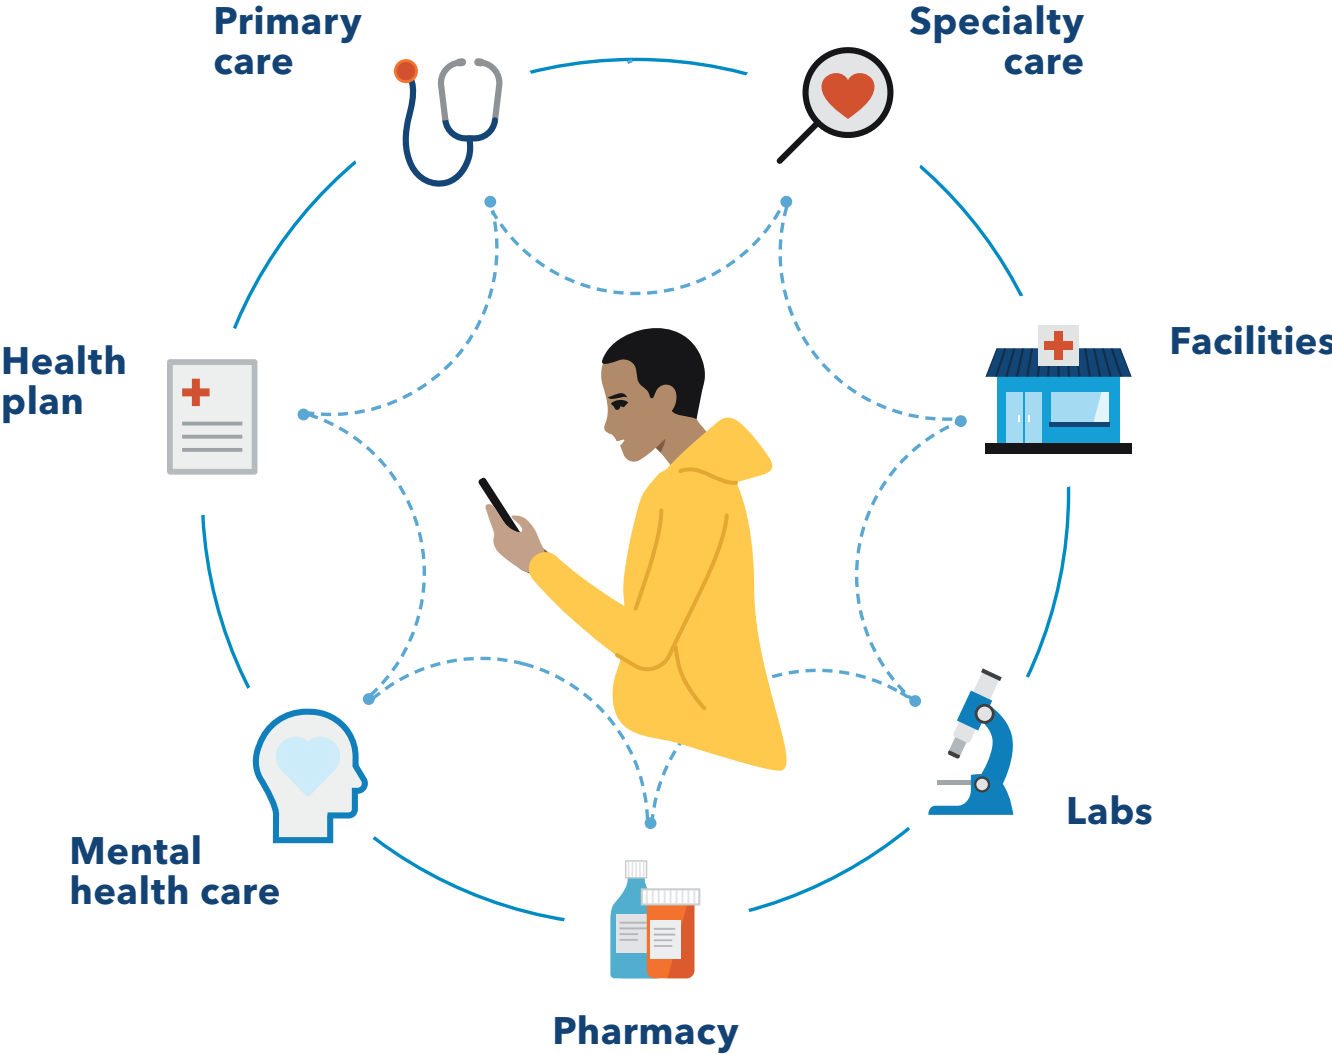 Primary
care
Specialty
care
Facilities
Labs
Pharmacy
Mental
health care
Health
plan